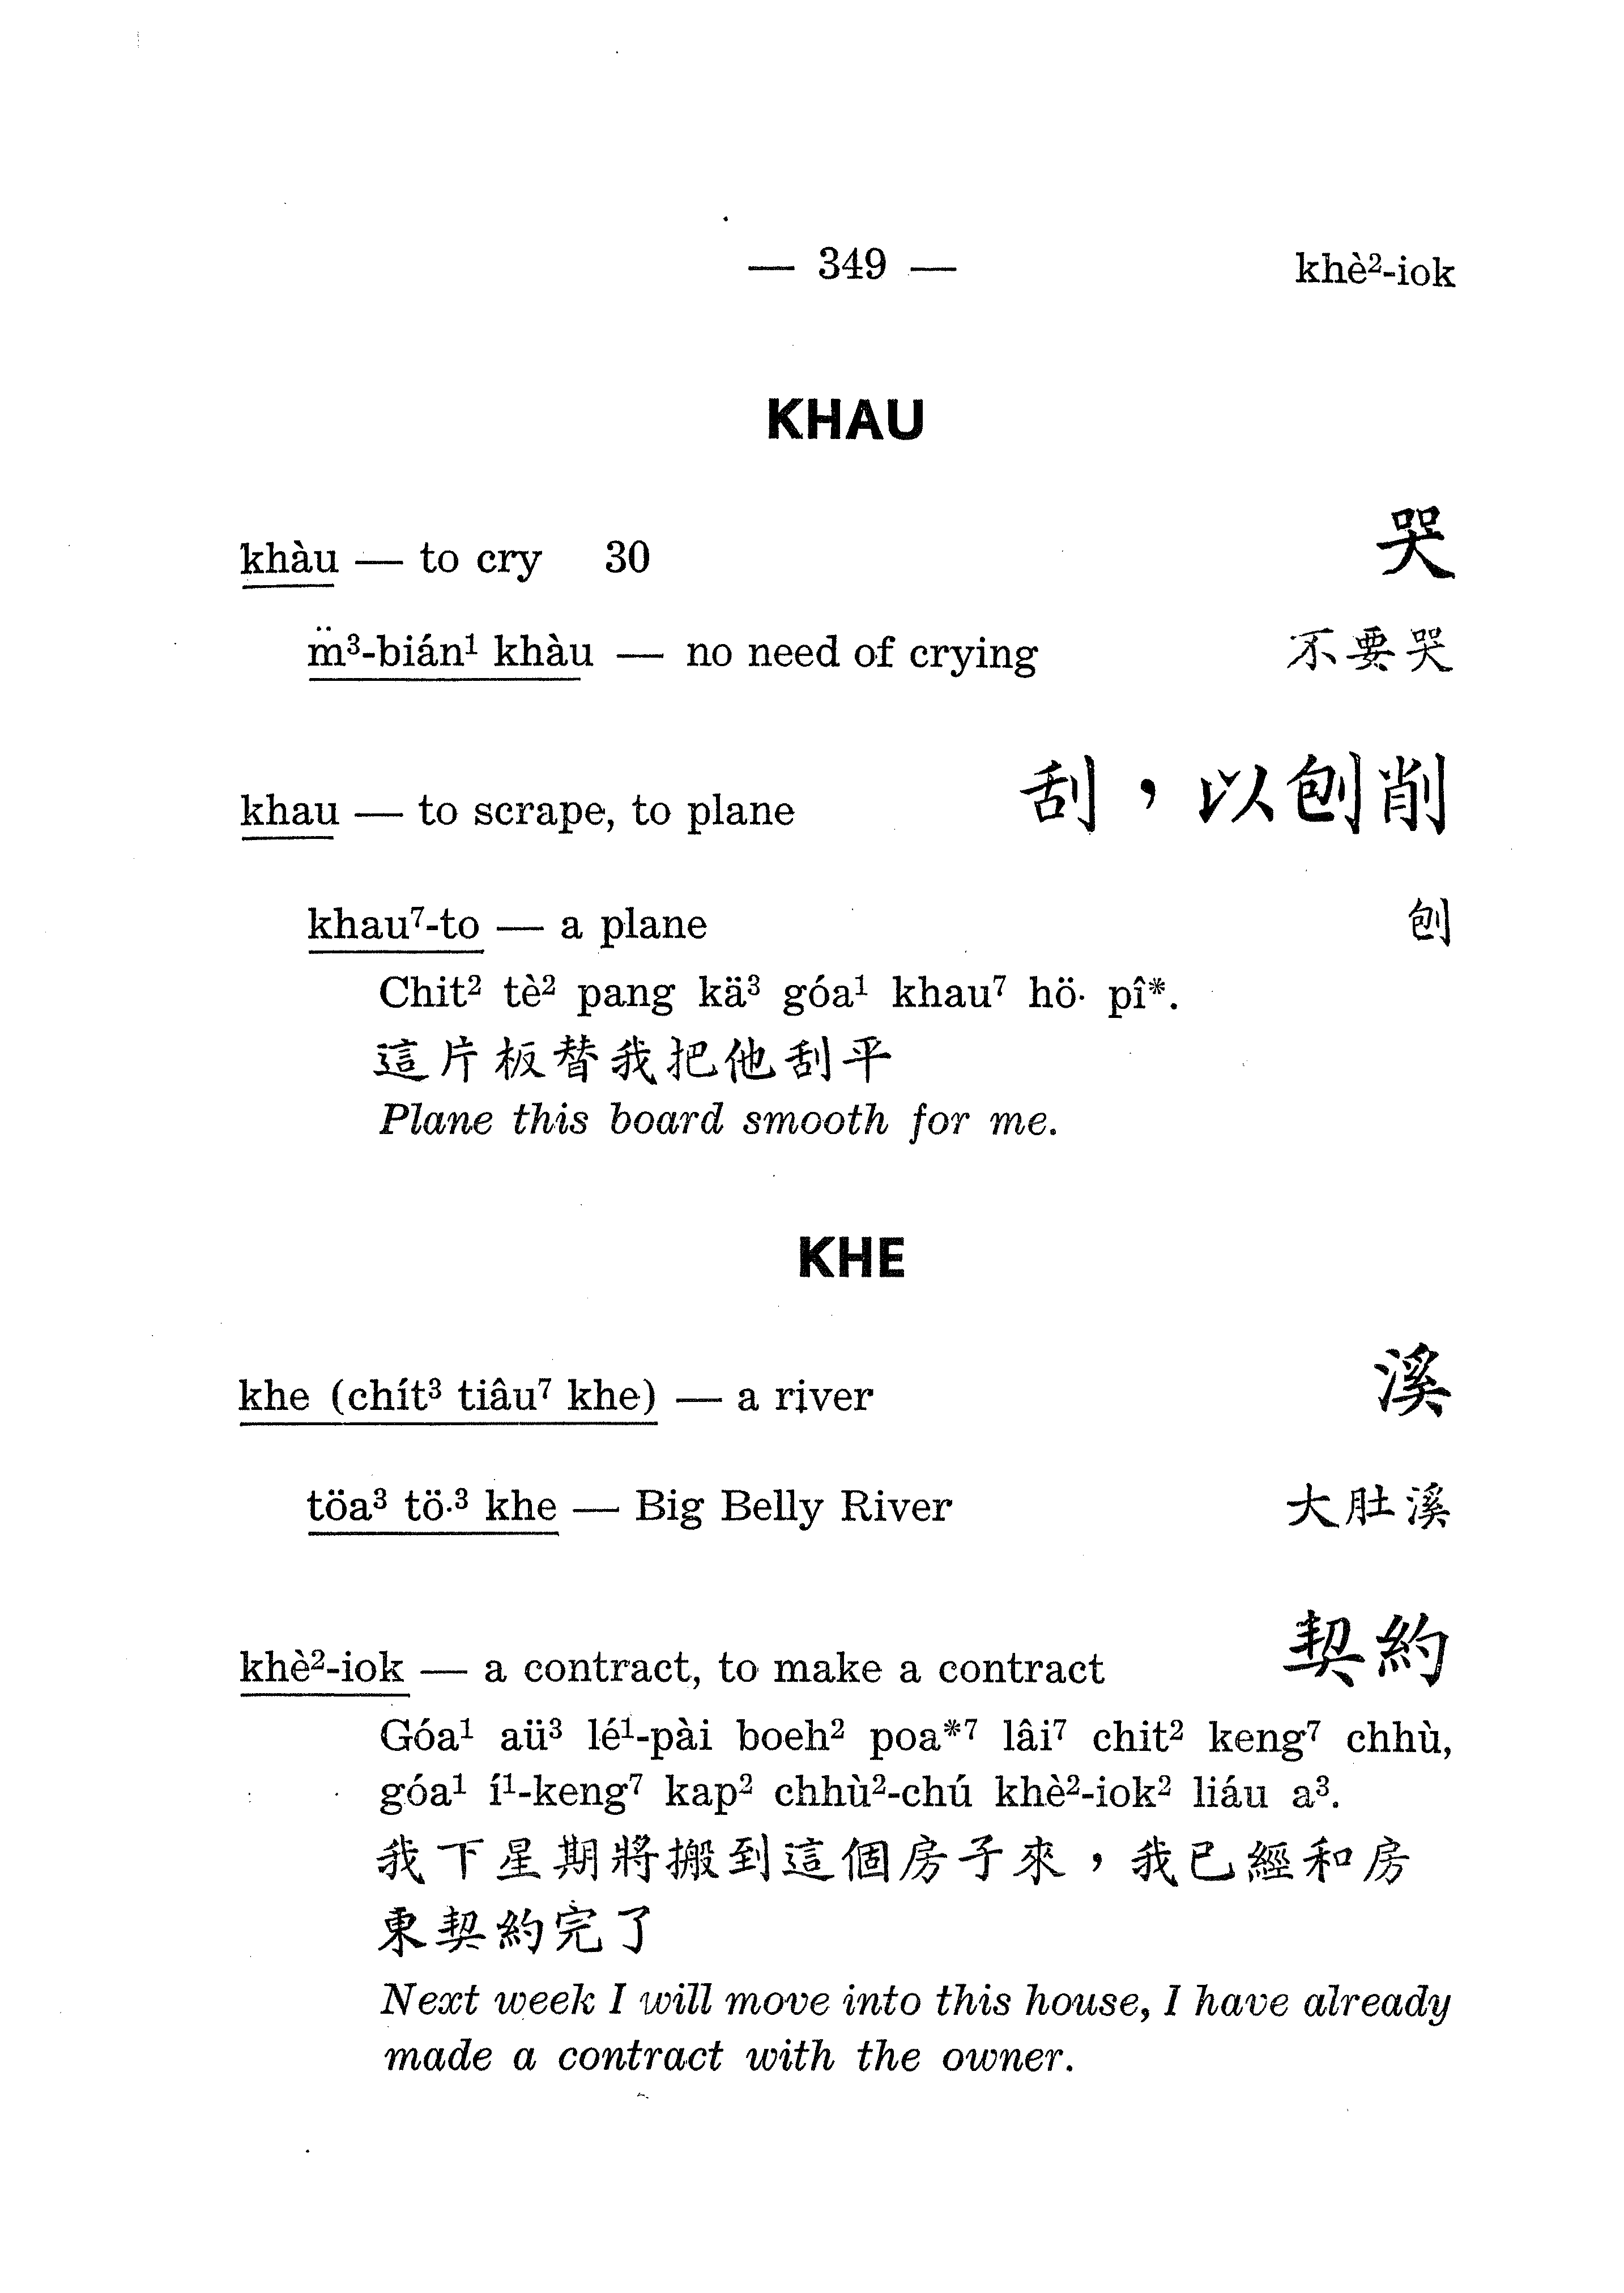 — 349 —
khè²-iok
KHAU
khàu — to cry 30 哭
m̈³-bián¹ khàu — no need of crying 不要哭
khau — to scrape, to plane 刮，以刨削
khau⁷-to — a plane 刨
Chit² tè² pang kä³ góa¹ khau⁷ hö· pî*.
這片板替我把他刮平
Plane this board smooth for me.
KHE
khe (chít³ tiâu⁷ khe) — a river 溪
töa³ tö·³ khe — Big Belly River 大肚溪
khè²-iok — a contract, to make a contract 契約
Góa¹ aü³ lé¹-pài boeh² poa*⁷ lâi⁷ chit² keng⁷ chhù,
góa¹ í¹-keng⁷ kap² chhù²-chú khè²-iok² liáu a³.
我下星期將搬到這個房子來，我已經和房
東契約完了
Next week I will move into this house, I have already
made a contract with the owner.